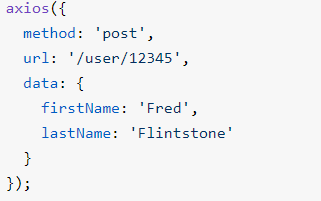 axios({
  method: 'post',
  url: '/user/12345',
  data: {
    firstName: 'Fred',
    lastName: 'Flintstone'
  }
});